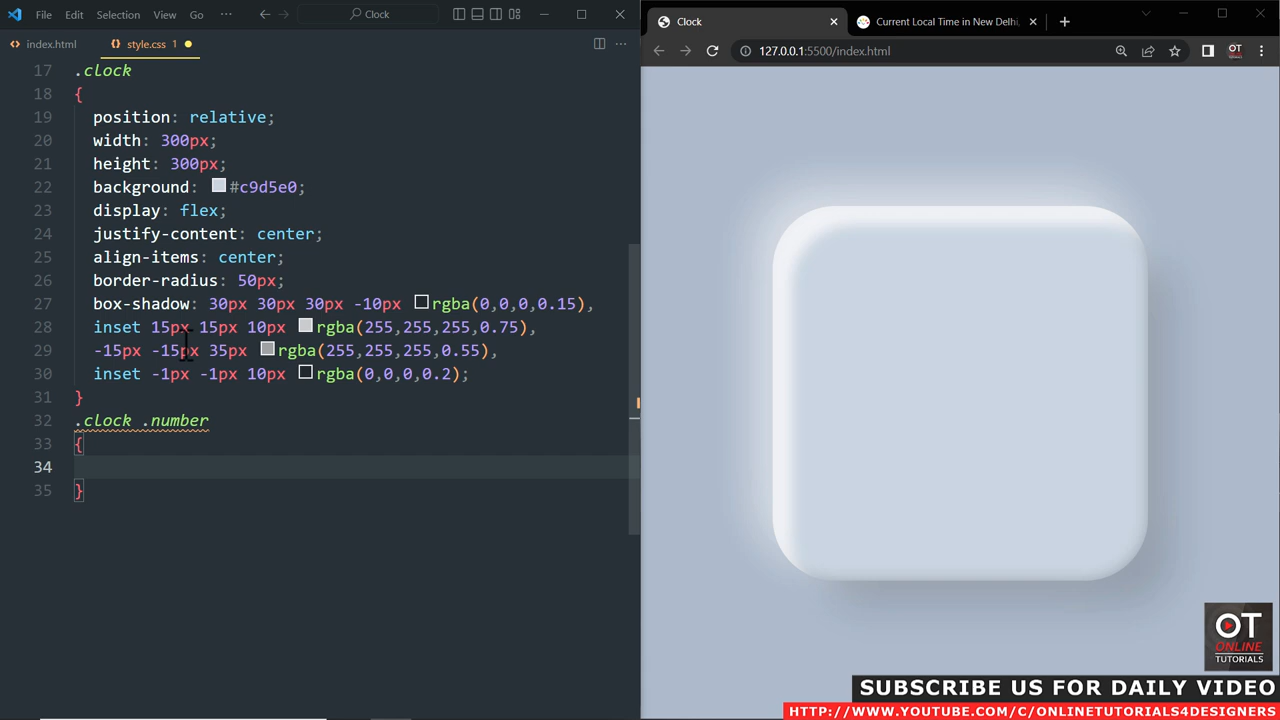 File Edit Selection View Go ··· Clock
index.html style.css 1
17 .clock
18 {
19 position: relative;
20 width: 300px;
21 height: 300px;
22 background: #c9d5e0;
23 display: flex;
24 justify-content: center;
25 align-items: center;
26 border-radius: 50px;
27 box-shadow: 30px 30px 30px -10px rgba(0,0,0,0.15),
28 inset 15px 15px 10px rgba(255,255,255,0.75),
29 -15px -15px 35px rgba(255,255,255,0.55),
30 inset -1px -1px 10px rgba(0,0,0,0.2);
31 }
32 .clock .number
33 {
34
35 }
Clock Current Local Time in New Delhi,
127.0.0.1:5500/index.html
OT
OT
ONLINE
TUTORIALS
SUBSCRIBE US FOR DAILY VIDEO
HTTP://WWW.YOUTUBE.COM/C/ONLINETUTORIALS4DESIGNERS